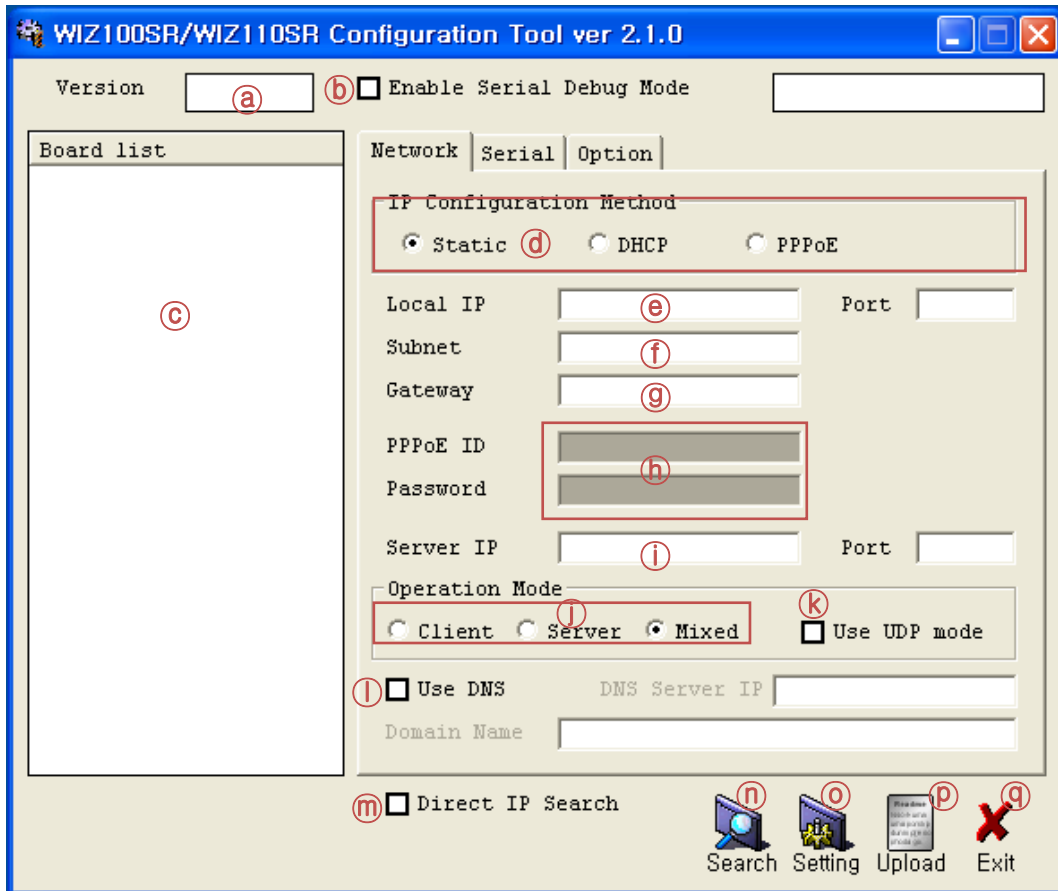 WIZ100SR/WIZ110SR Configuration Tool ver 2.1.0
Version ⓐ ⓑ Enable Serial Debug Mode
Board list
ⓒ
Network Serial Option
IP Configuration Method
Static ⓓ DHCP PPPoE
Local IP ⓔ Port
Subnet ⓕ
Gateway ⓖ
PPPoE ID
ⓗ
Password
Server IP ⓘ Port
Operation Mode
ⓙ ⓚ
Client Server Mixed Use UDP mode
ⓛ Use DNS DNS Server IP
Domain Name
ⓜ Direct IP Search
ⓝ ⓞ ⓟ ⓠ
Readme
Search Setting Upload Exit